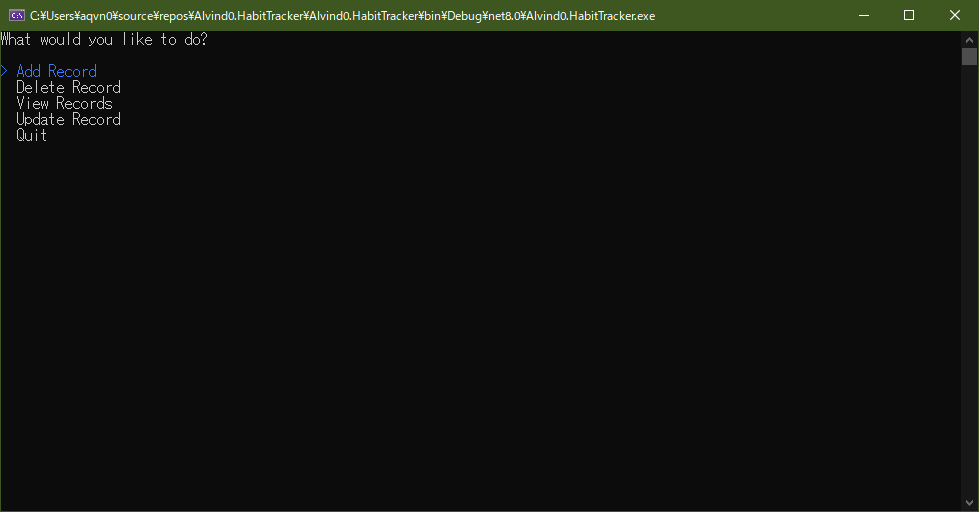 C:¥Users¥aqvn0¥source¥repos¥Alvind0.HabitTracker¥Alvind0.HabitTracker¥bin¥Debug¥net8.0¥Alvind0.HabitTracker.exe
What would you like to do?
> Add Record
Delete Record
View Records
Update Record
Quit